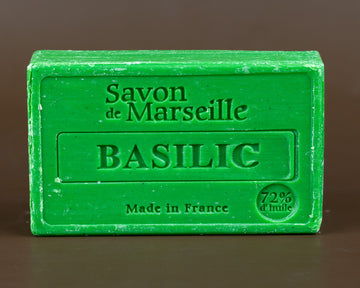 Savon
de Marseille
BASILIC
72%
d'huile
Made in France